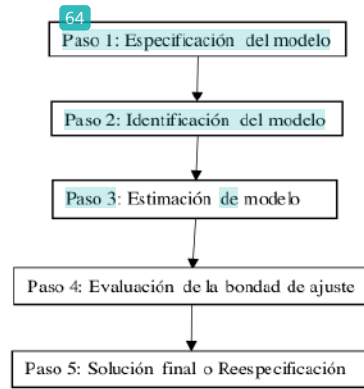 64
Paso 1: Especificación del modelo
Paso 2: Identificación del modelo
Paso 3: Estimación de modelo
Paso 4: Evaluación de la bondad de ajuste
Paso 5: Solución final o Reespecificación